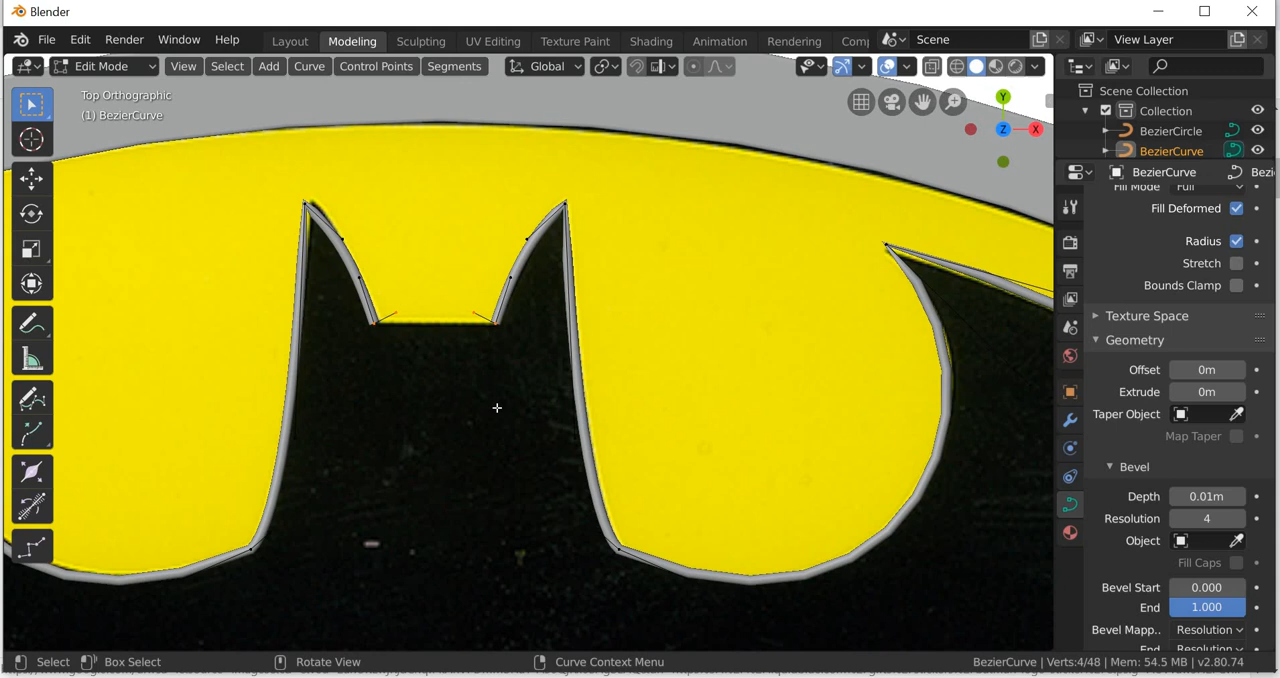 Blender
File Edit Render Window Help Layout Modeling Sculpting UV Editing Texture Paint Shading Animation Rendering Scene View Layer
Edit Mode View Select Add Curve Control Points Segments Global
Top Orthographic
(1) BezierCurve
Y
Z X
Scene Collection
Collection
BezierCircle
BezierCurve
BezierCurve Bezi
Fill Mode Full
Fill Deformed
Radius
Stretch
Bounds Clamp
Texture Space
Geometry
Offset 0m
Extrude 0m
Taper Object
Map Taper
Bevel
Depth 0.01m
Resolution 4
Object
Fill Caps
Bevel Start 0.000
End 1.000
Bevel Mapp.. Resolution
End Resolution
Select Box Select Rotate View Curve Context Menu BezierCurve | Verts:4/48 | Mem: 54.5 MB | v2.80.74